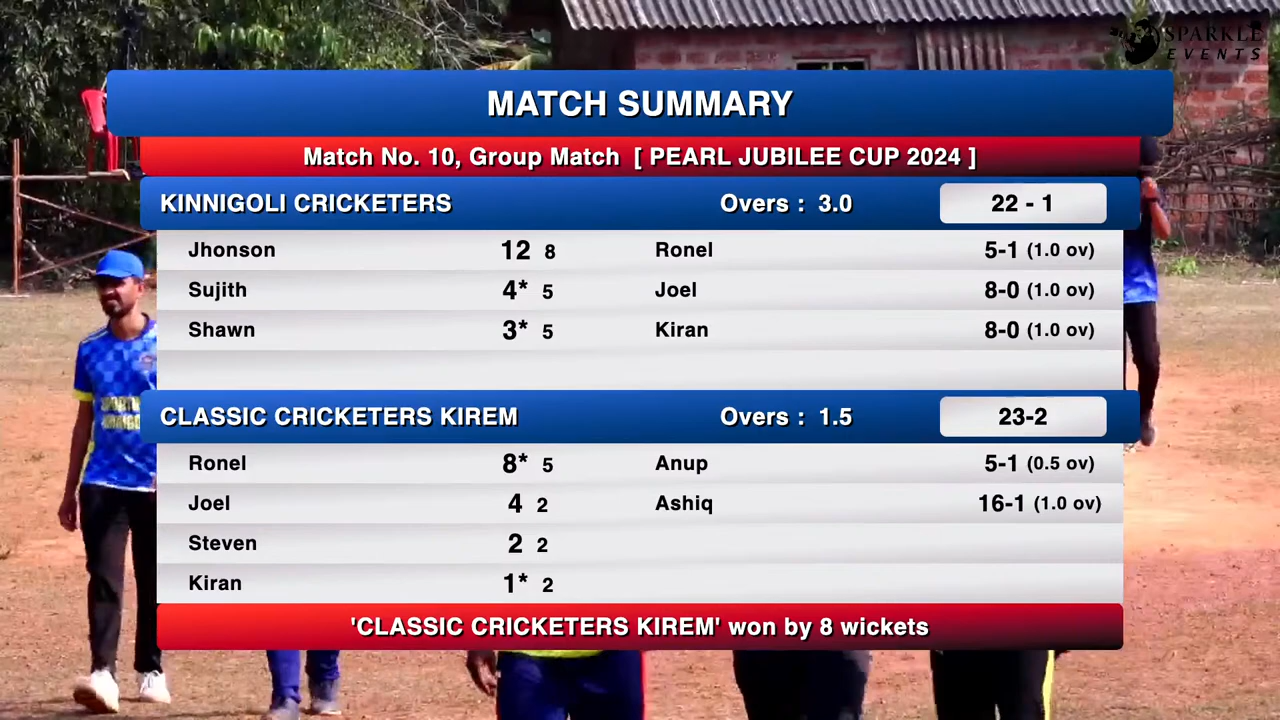 SPARKLE
EVENTS
MATCH SUMMARY
Match No. 10, Group Match [ PEARL JUBILEE CUP 2024 ]
KINNIGOLI CRICKETERS Overs : 3.0 22 - 1
Jhonson 12 8 Ronel 5-1 (1.0 ov)
Sujith 4* 5 Joel 8-0 (1.0 ov)
Shawn 3* 5 Kiran 8-0 (1.0 ov)
CLASSIC CRICKETERS KIREM Overs : 1.5 23-2
Ronel 8* 5 Anup 5-1 (0.5 ov)
Joel 4 2 Ashiq 16-1 (1.0 ov)
Steven 2 2
Kiran 1* 2
'CLASSIC CRICKETERS KIREM' won by 8 wickets